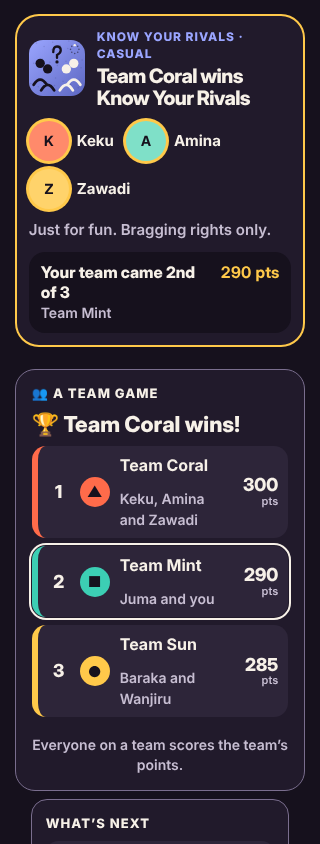 KNOW YOUR RIVALS ·
CASUAL
Team Coral wins
Know Your Rivals
K Keku A Amina
Z Zawadi
Just for fun. Bragging rights only.
Your team came 2nd 290 pts
of 3
Team Mint
👥 A TEAM GAME
🏆 Team Coral wins!
Team Coral
1 300
pts
Keku, Amina
and Zawadi
Team Mint
2 290
pts
Juma and you
Team Sun
3 285
pts
Baraka and
Wanjiru
Everyone on a team scores the team's
points.
WHAT'S NEXT